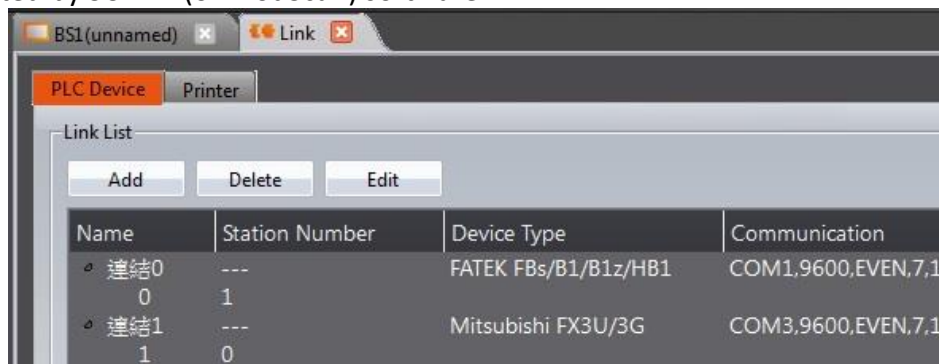 BS1(unnamed) Link
PLC Device Printer
Link List
Add Delete Edit
Name Station Number Device Type Communication
連結0 --- FATEK FBs/B1/B1z/HB1 COM1,9600,EVEN,7,1
0 1
連結1 --- Mitsubishi FX3U/3G COM3,9600,EVEN,7,1
1 0